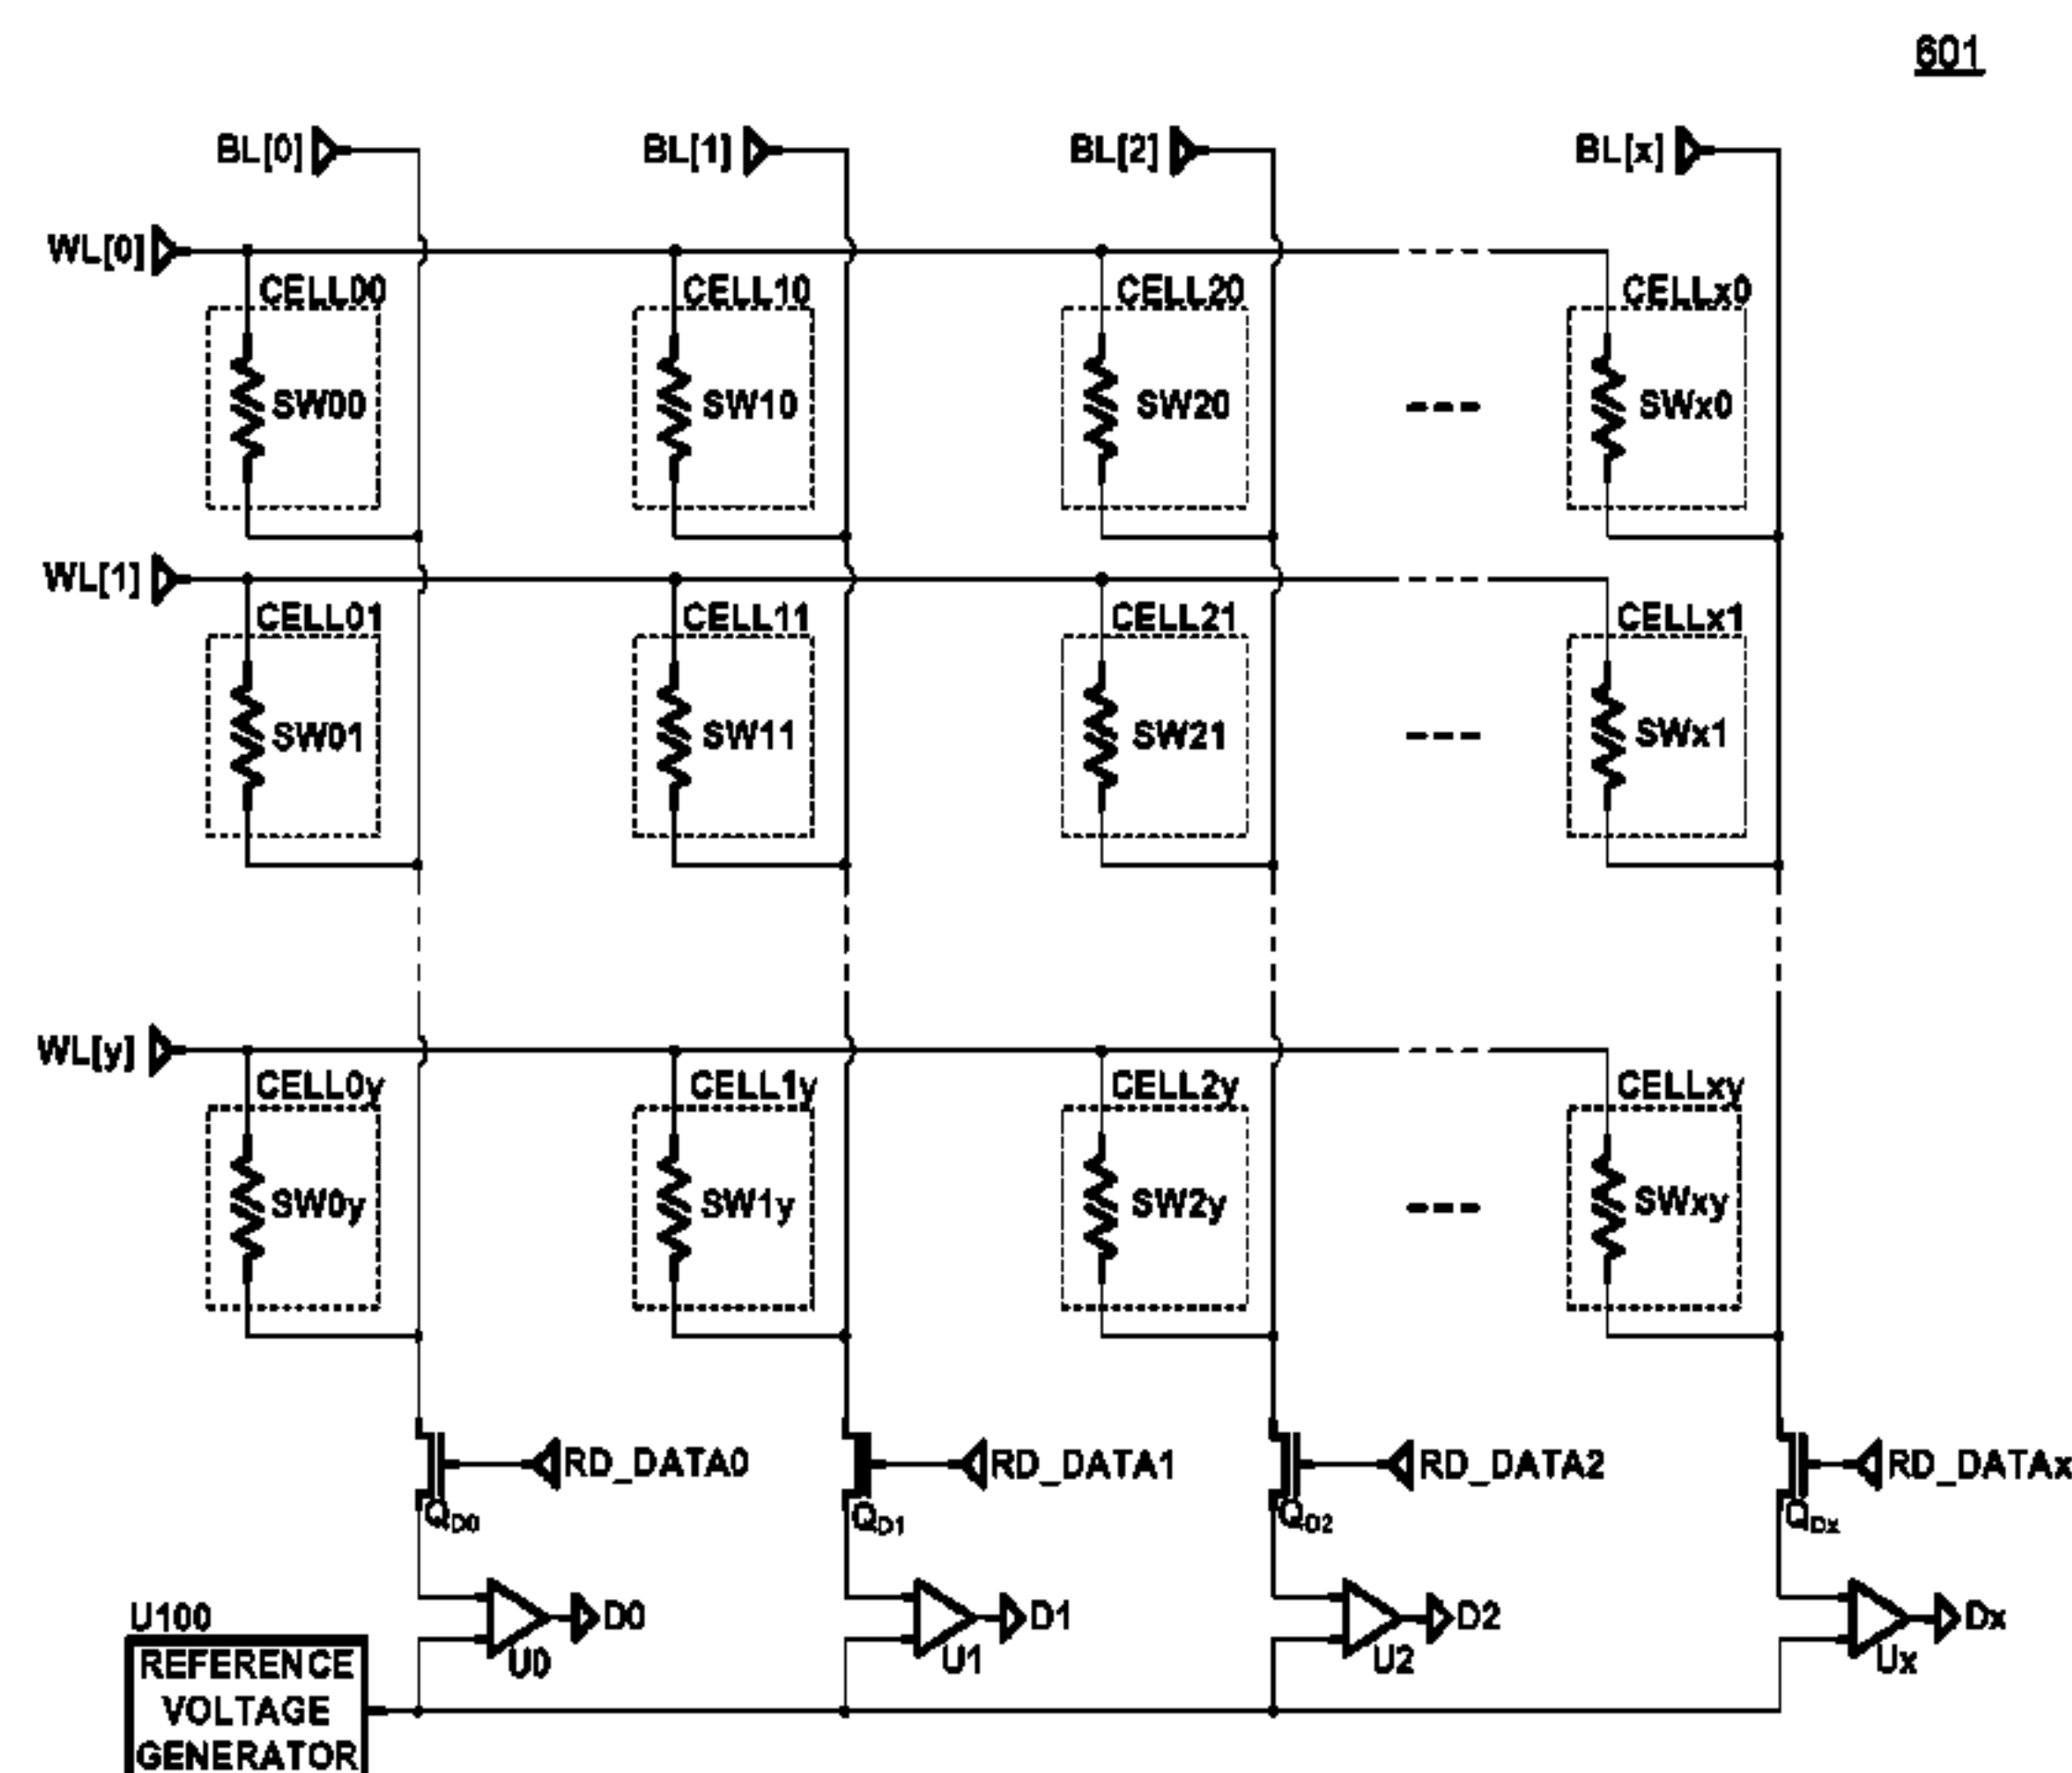 601
BL[0] BL[1] BL[2] BL[x]
WL[0]
CELL00 CELL10 CELL20 CELLx0
SW00 SW10 SW20 SWx0
WL[1]
CELL01 CELL11 CELL21 CELLx1
SW01 SW11 SW21 SWx1
WL[y]
CELL0y CELL1y CELL2y CELLxy
SW0y SW1y SW2y SWxy
RD_DATA0 RD_DATA1 RD_DATA2 RD_DATAx
QD0 QD1 QD2 QDx
D0 D1 D2 Dx
U0 U1 U2 Ux
U100
REFERENCE
VOLTAGE
GENERATOR